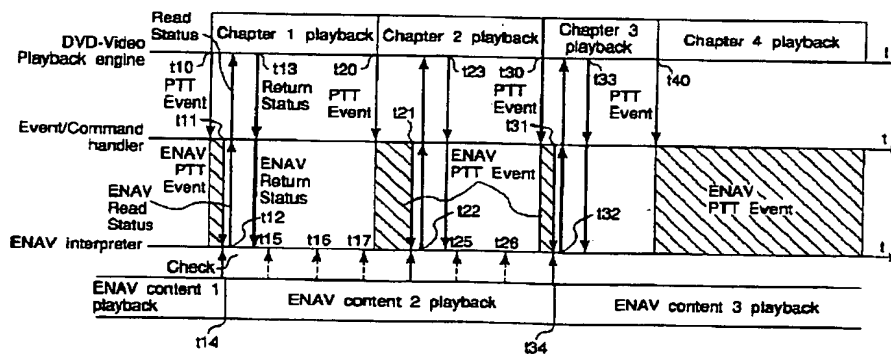 Read
Status
Chapter 1 playback
Chapter 2 playback
Chapter 3
playback
Chapter 4 playback
DVD-Video
Playback engine
t10
t13
t20
t23
t30
t33
t40
t
PTT
Event
Return
Status
PTT
Event
PTT
Event
PTT
Event
t11
t21
t31
Event/Command
handler
t
ENAV
PTT
Event
ENAV
Return
Status
ENAV
PTT Event
ENAV
PTT Event
ENAV
Read
Status
t12
t22
t32
ENAV interpreter
t15
t16
t17
t25
t26
t
Check
ENAV content 1
playback
ENAV content 2 playback
ENAV content 3 playback
t14
t34